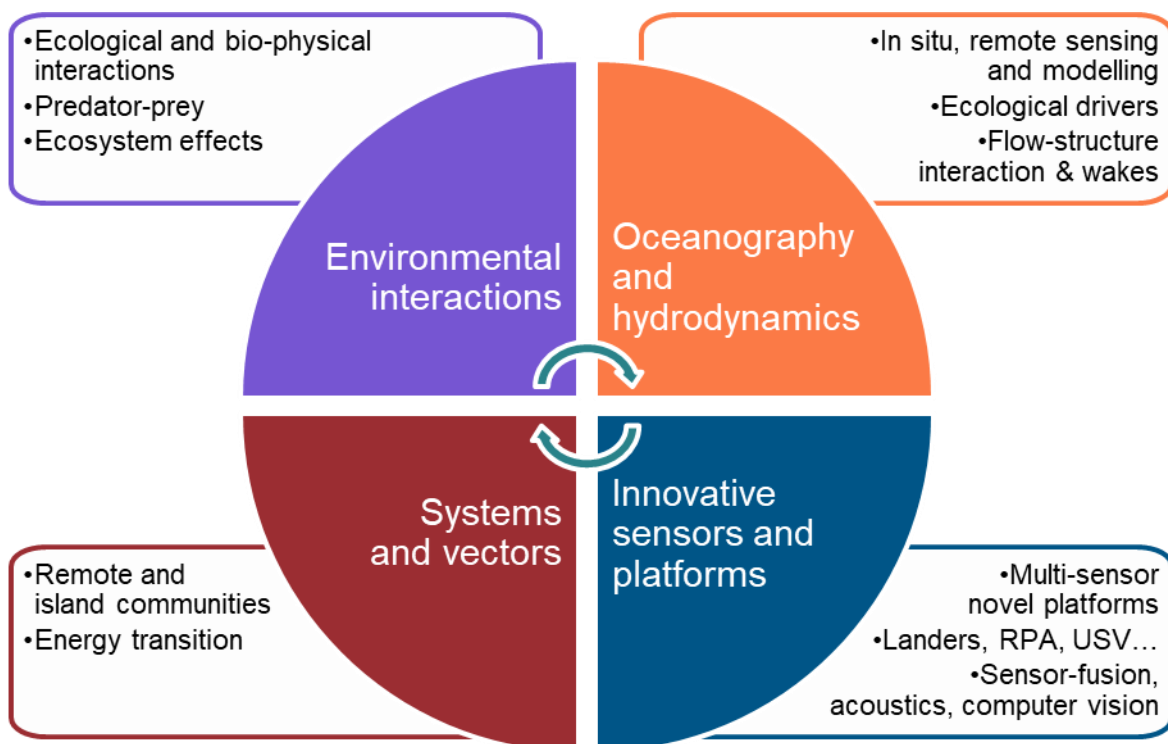 •Ecological and bio-physical
interactions
•Predator-prey
•Ecosystem effects
•In situ, remote sensing
and modelling
•Ecological drivers
•Flow-structure
interaction & wakes
Environmental
interactions
Oceanography
and
hydrodynamics
Systems
and vectors
Innovative
sensors and
platforms
•Remote and
island communities
•Energy transition
•Multi-sensor
novel platforms
•Landers, RPA, USV…
•Sensor-fusion,
acoustics, computer vision